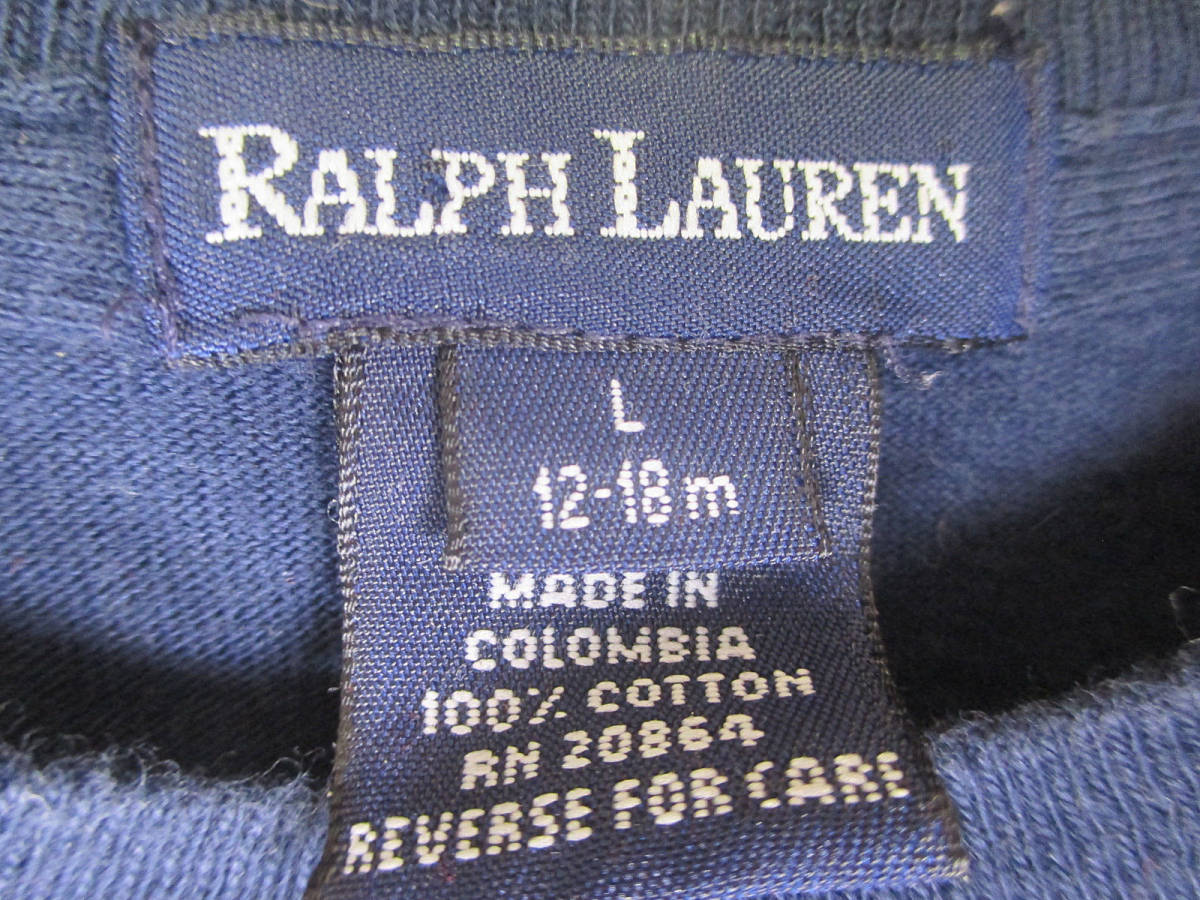 RALPH LAUREN
L
12-18 m
MADE IN
COLOMBIA
100% COTTON
RN 20864
REVERSE FOR CARE